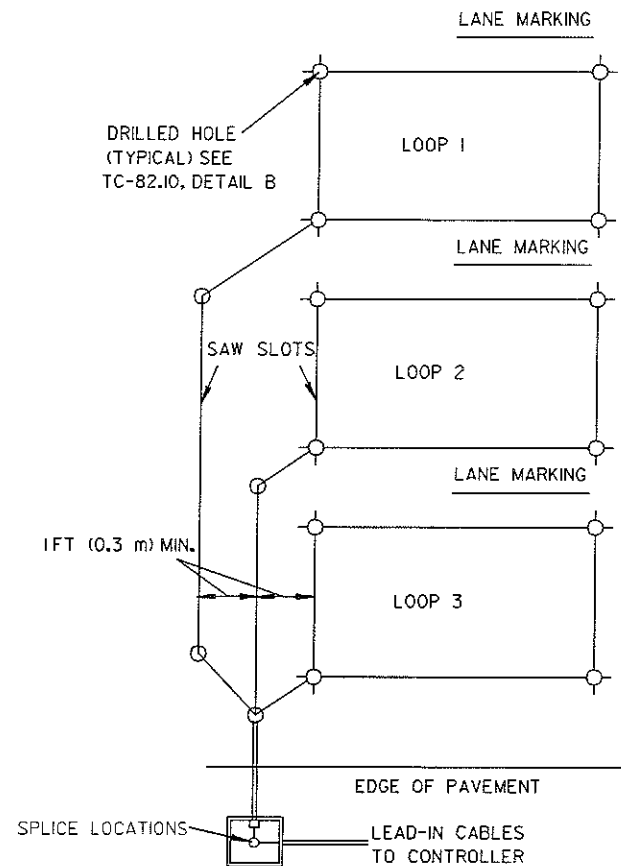 LANE MARKING
DRILLED HOLE
(TYPICAL) SEE
TC-82.10, DETAIL B
LOOP 1
LANE MARKING
SAW SLOTS
LOOP 2
LANE MARKING
1FT (0.3 m) MIN.
LOOP 3
EDGE OF PAVEMENT
SPLICE LOCATIONS
LEAD-IN CABLES
TO CONTROLLER